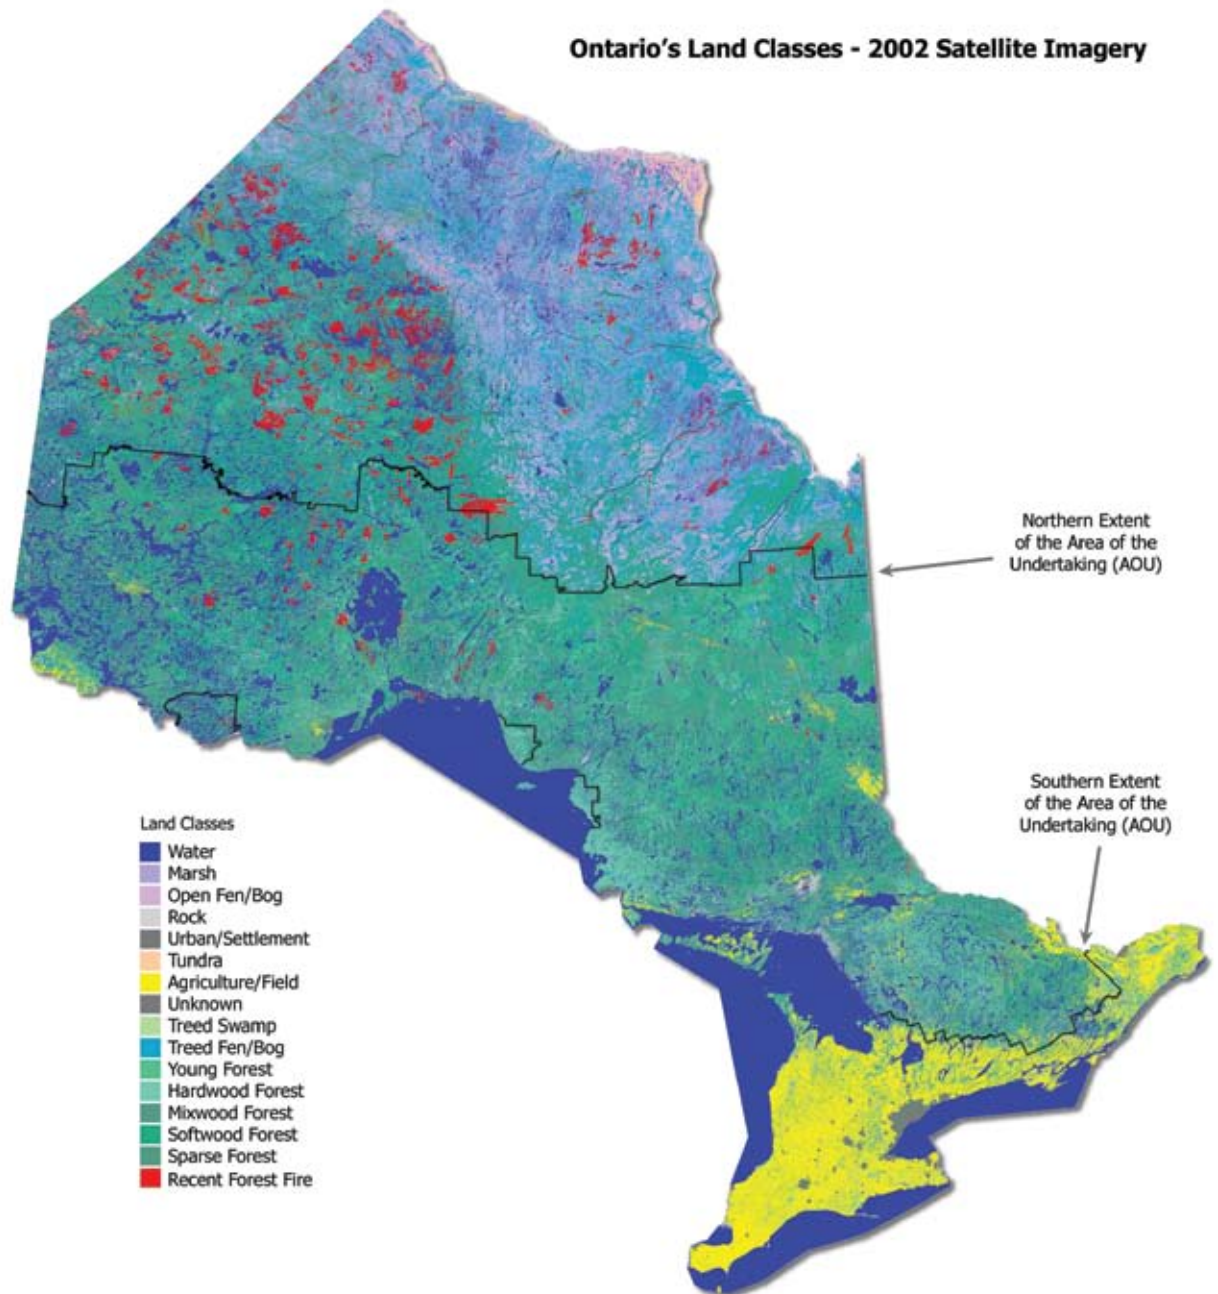 Ontario's Land Classes - 2002 Satellite Imagery
Northern Extent
of the Area of the
Undertaking (AOU)
Southern Extent
of the Area of the
Undertaking (AOU)
Land Classes
Water
Marsh
Open Fen/Bog
Rock
Urban/Settlement
Tundra
Agriculture/Field
Unknown
Treed Swamp
Treed Fen/Bog
Young Forest
Hardwood Forest
Mixwood Forest
Softwood Forest
Sparse Forest
Recent Forest Fire